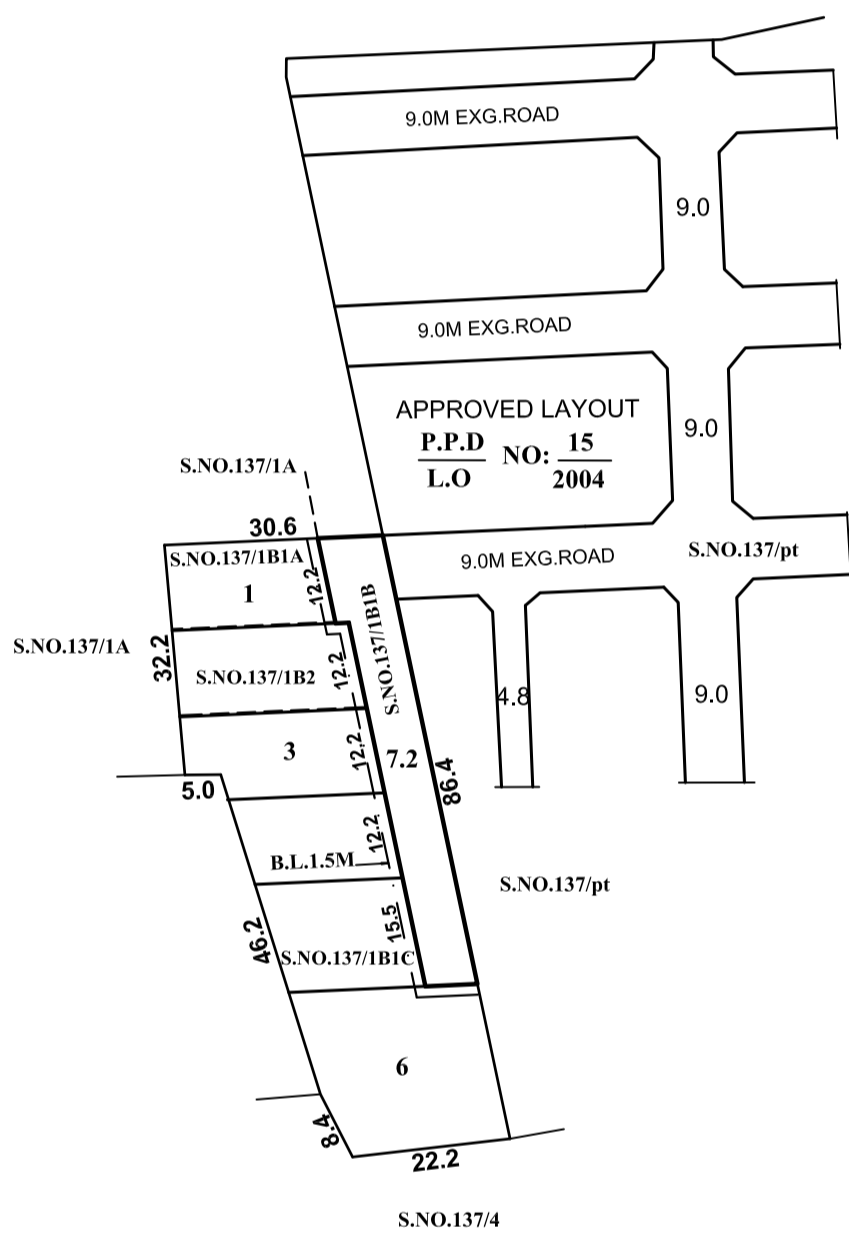 9.0M EXG.ROAD
9.0
9.0M EXG.ROAD
APPROVED LAYOUT
P.P.D
L.O
NO:
15
2004
9.0
S.NO.137/1A
30.6
S.NO.137/1B1A
1
12.2
9.0M EXG.ROAD
S.NO.137/pt
S.NO.137/1B1B
S.NO.137/1A
32.2
S.NO.137/1B2
12.2
4.8
9.0
3
12.2
7.2
86.4
5.0
12.2
B.L.1.5M
S.NO.137/pt
46.2
15.5
S.NO.137/1B1C
6
8.4
22.2
S.NO.137/4